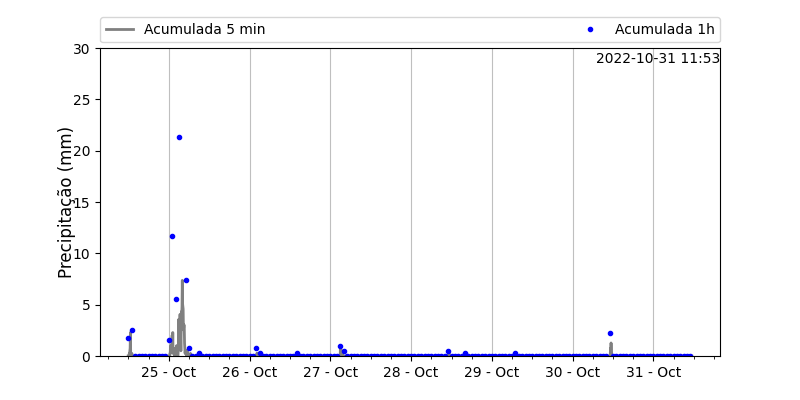 Acumulada 5 min
Acumulada 1h
2022-10-31 11:53
Precipitação (mm)
30
25
20
15
10
5
0
25 - Oct
26 - Oct
27 - Oct
28 - Oct
29 - Oct
30 - Oct
31 - Oct